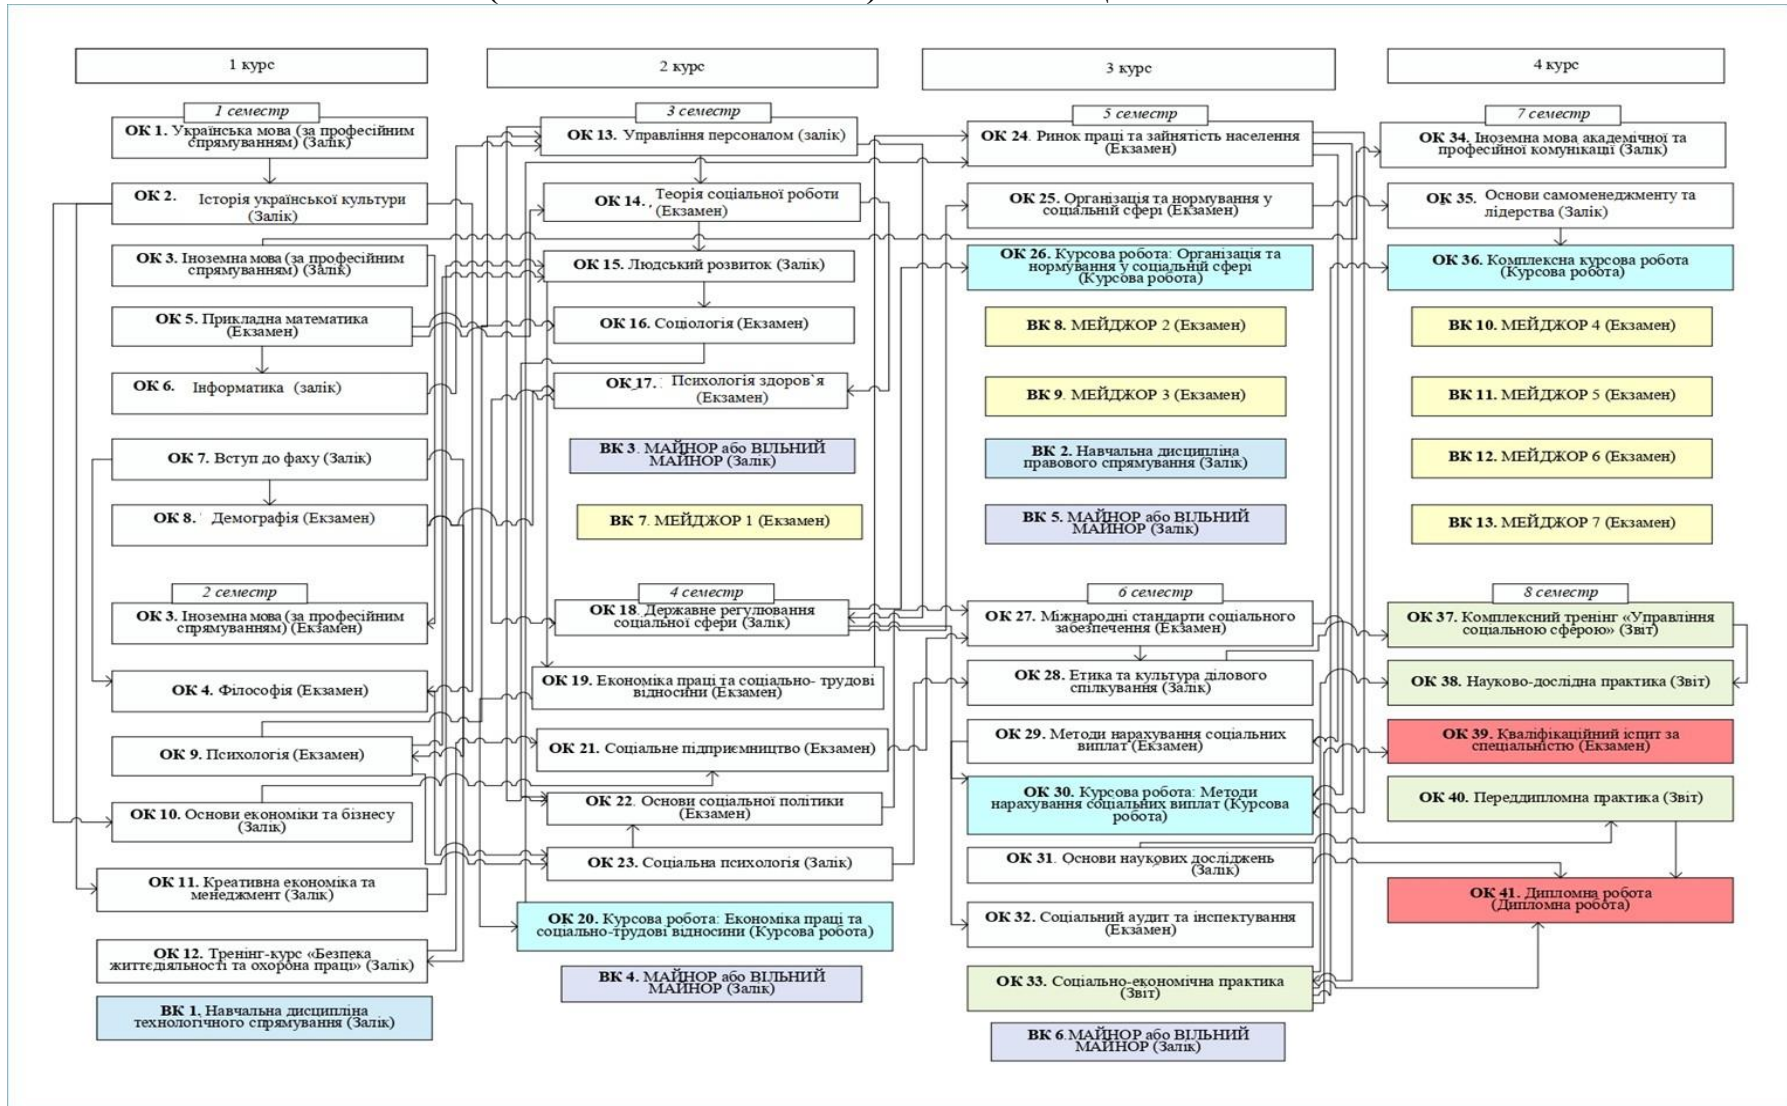 1 курс
2 курс
3 курс
4 курс
1 семестр
ОК 1. Українська мова (за професійним
спрямуванням) (Залік)
ОК 2. Історія української культури
(Залік)
ОК 3. Іноземна мова (за професійним
спрямуванням) (Залік)
ОК 5. Прикладна математика
(Екзамен)
ОК 6. Інформатика (залік)
ОК 7. Вступ до фаху (Залік)
ОК 8. Демографія (Екзамен)
2 семестр
ОК 3. Іноземна мова (за професійним
спрямуванням) (Екзамен)
ОК 4. Філософія (Екзамен)
ОК 9. Психологія (Екзамен)
ОК 10. Основи економіки та бізнесу
(Залік)
ОК 11. Креативна економіка та
менеджмент (Залік)
ОК 12. Тренінг-курс «Безпека
життєдіяльності та охорона праці» (Залік)
ВК 1. Навчальна дисципліна
технологічного спрямування (Залік)
3 семестр
ОК 13. Управління персоналом (залік)
ОК 14. Теорія соціальної роботи
(Екзамен)
ОК 15. Людський розвиток (Залік)
ОК 16. Соціологія (Екзамен)
ОК 17. Психологія здоров`я
(Екзамен)
ВК 3. МАЙНОР або ВІЛЬНИЙ
МАЙНОР (Залік)
ВК 7. МЕЙДЖОР 1 (Екзамен)
4 семестр
ОК 18. Державне регулювання
соціальної сфери (Залік)
ОК 19. Економіка праці та соціально- трудові
відносини (Екзамен)
ОК 21. Соціальне підприємництво (Екзамен)
ОК 22. Основи соціальної політики
(Екзамен)
ОК 23. Соціальна психологія (Залік)
ОК 20. Курсова робота: Економіка праці та
соціально-трудові відносини (Курсова робота)
ВК 4. МАЙНОР або ВІЛЬНИЙ
МАЙНОР (Залік)
5 семестр
ОК 24. Ринок праці та зайнятість населення
(Екзамен)
ОК 25. Організація та нормування у
соціальній сфері (Екзамен)
ОК 26. Курсова робота: Організація та
нормування у соціальній сфері
(Курсова робота)
ВК 8. МЕЙДЖОР 2 (Екзамен)
ВК 9. МЕЙДЖОР 3 (Екзамен)
ВК 2. Навчальна дисципліна
правового спрямування (Залік)
ВК 5. МАЙНОР або ВІЛЬНИЙ
МАЙНОР (Залік)
6 семестр
ОК 27. Міжнародні стандарти соціального
забезпечення (Екзамен)
ОК 28. Етика та культура ділового
спілкування (Залік)
ОК 29. Методи нарахування соціальних
виплат (Екзамен)
ОК 30. Курсова робота: Методи
нарахування соціальних виплат (Курсова
робота)
ОК 31. Основи наукових досліджень
(Залік)
ОК 32. Соціальний аудит та інспектування
(Екзамен)
ОК 33. Соціально-економічна практика
(Звіт)
ВК 6.МАЙНОР або ВІЛЬНИЙ
МАЙНОР (Залік)
7 семестр
ОК 34. Іноземна мова академічної та
професійної комунікації (Залік)
ОК 35. Основи самоменеджменту та
лідерства (Залік)
ОК 36. Комплексна курсова робота
(Курсова робота)
ВК 10. МЕЙДЖОР 4 (Екзамен)
ВК 11. МЕЙДЖОР 5 (Екзамен)
ВК 12. МЕЙДЖОР 6 (Екзамен)
ВК 13. МЕЙДЖОР 7 (Екзамен)
8 семестр
ОК 37. Комплексний тренінг «Управління
соціальною сферою» (Звіт)
ОК 38. Науково-дослідна практика (Звіт)
ОК 39. Кваліфікаційний іспит за
спеціальністю (Екзамен)
ОК 40. Переддипломна практика (Звіт)
ОК 41. Дипломна робота
(Дипломна робота)